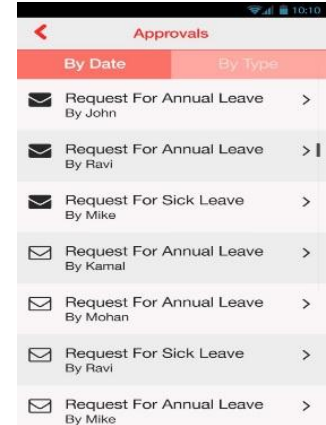 10:10
Approvals
By Date By Type
Request For Annual Leave
By John
Request For Annual Leave
By Ravi
Request For Sick Leave
By Mike
Request For Annual Leave
By Kamal
Request For Annual Leave
By Mohan
Request For Sick Leave
By Ravi
Request For Annual Leave
By Mike